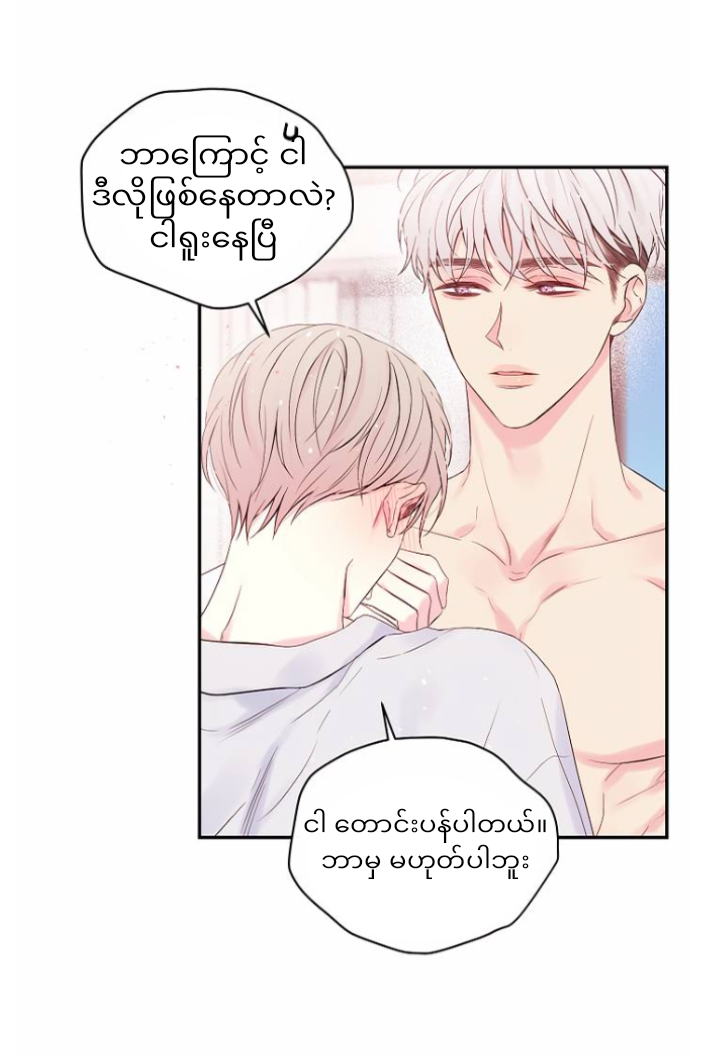 ဘာကြောင့် ငါ
ဒီလိုဖြစ်နေတာလဲ?
ငါရူးနေပြီ
ငါ တောင်းပန်ပါတယ်။
ဘာမှ မဟုတ်ပါဘူး